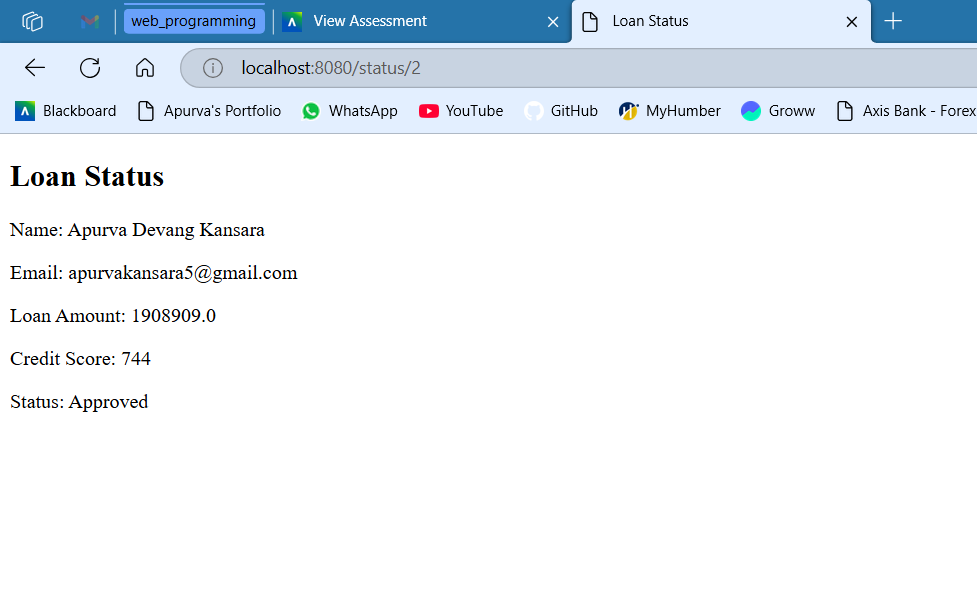 web_programming
View Assessment
Loan Status
localhost:8080/status/2
Blackboard
Apurva's Portfolio
WhatsApp
YouTube
GitHub
MyHumber
Groww
Axis Bank - Forex
Loan Status
Name: Apurva Devang Kansara
Email: apurvakansara5@gmail.com
Loan Amount: 1908909.0
Credit Score: 744
Status: Approved